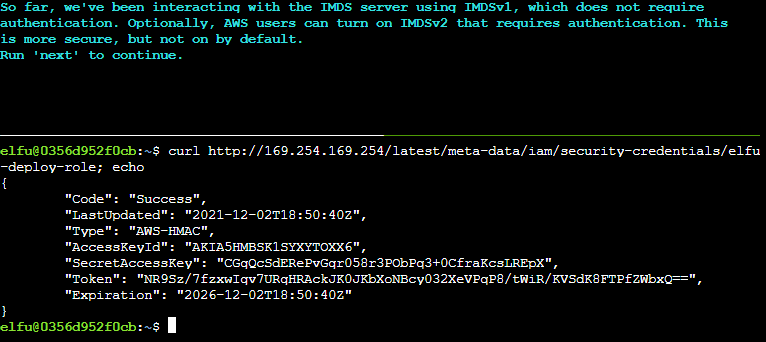 So far, we've been interacting with the IMDS server using IMDSv1, which does not require
authentication. Optionally, AWS users can turn on IMDSv2 that requires authentication. This
is more secure, but not on by default.
Run 'next' to continue.
elfu@0356d952f0cb:~$ curl http://169.254.169.254/latest/meta-data/iam/security-credentials/elfu
-deploy-role; echo
{
        "Code": "Success",
        "LastUpdated": "2021-12-02T18:50:40Z",
        "Type": "AWS-HMAC",
        "AccessKeyId": "AKIA5HMBSK1SYXYTOXX6",
        "SecretAccessKey": "CGgQcSdERePvGgr058r3PObPq3+0CfraKcsLREpX",
        "Token": "NR9Sz/7fzxwIgv7URgHRAckJK0JKbXoNBcy032XeVPqP8/tWiR/KVSdK8FTPfZWbxQ==",
        "Expiration": "2026-12-02T18:50:40Z"
}
elfu@0356d952f0cb:~$